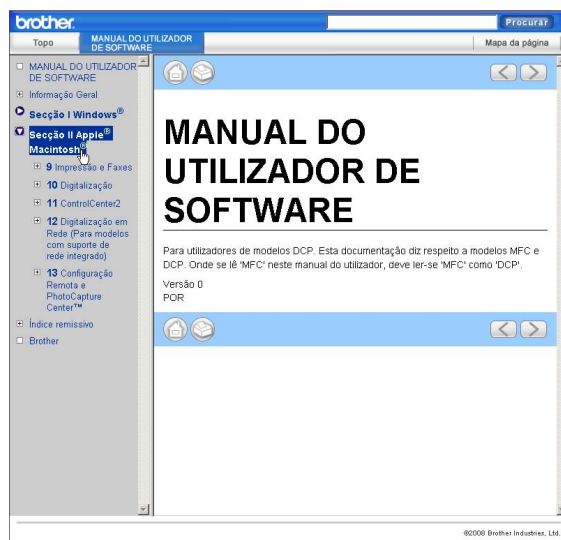 brother.
Procurar
Topo
MANUAL DO UTILIZADOR
DE SOFTWARE
Mapa da página
MANUAL DO UTILIZADOR
DE SOFTWARE
Informação Geral
Secção I Windows®
Secção II Apple®
Macintosh®
9 Impressão e Faxes
10 Digitalização
11 ControlCenter2
12 Digitalização em
Rede (Para modelos
com suporte de
rede integrado)
13 Configuração
Remota e
PhotoCapture
Center™
Índice remissivo
Brother
MANUAL DO
UTILIZADOR DE
SOFTWARE
Para utilizadores de modelos DCP. Esta documentação diz respeito a modelos MFC e
DCP. Onde se lê 'MFC' neste manual do utilizador, deve ler-se 'MFC' como 'DCP'.
Versão 0
POR
©2008 Brother Industries, Ltd.